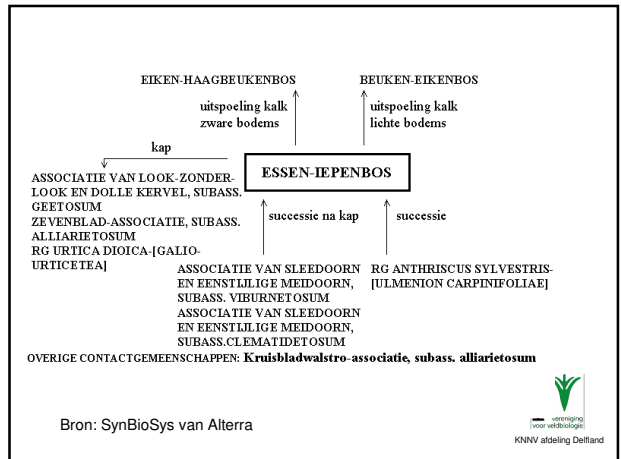 EIKEN-HAAGBEUKENBOS
BEUKEN-EIKENBOS
uitspoeling kalk
zware bodems
uitspoeling kalk
lichte bodems
kap
ESSEN-IEPENBOS
ASSOCIATIE VAN LOOK-ZONDER-
LOOK EN DOLLE KERVEL, SUBASS.
GEETOSUM
ZEVENBLAD-ASSOCIATIE, SUBASS.
ALLIARIETOSUM
RG URTICA DIOICA-[GALIO-
URTICETEA]
successie na kap
successie
ASSOCIATIE VAN SLEEDOORN
EN EENSTIJLIGE MEIDOORN,
SUBASS. VIBURNETOSUM
ASSOCIATIE VAN SLEEDOORN
EN EENSTIJLIGE MEIDOORN,
SUBASS.CLEMATIDETOSUM
RG ANTHRISCUS SYLVESTRIS-
[ULMENION CARPINIFOLIAE]
OVERIGE CONTACTGEMEENSCHAPPEN: Kruisbladwalstro-associatie, subass. alliarietosum
Bron: SynBioSys van Alterra
vereniging
voor veldbiologie
KNNV afdeling Delfland